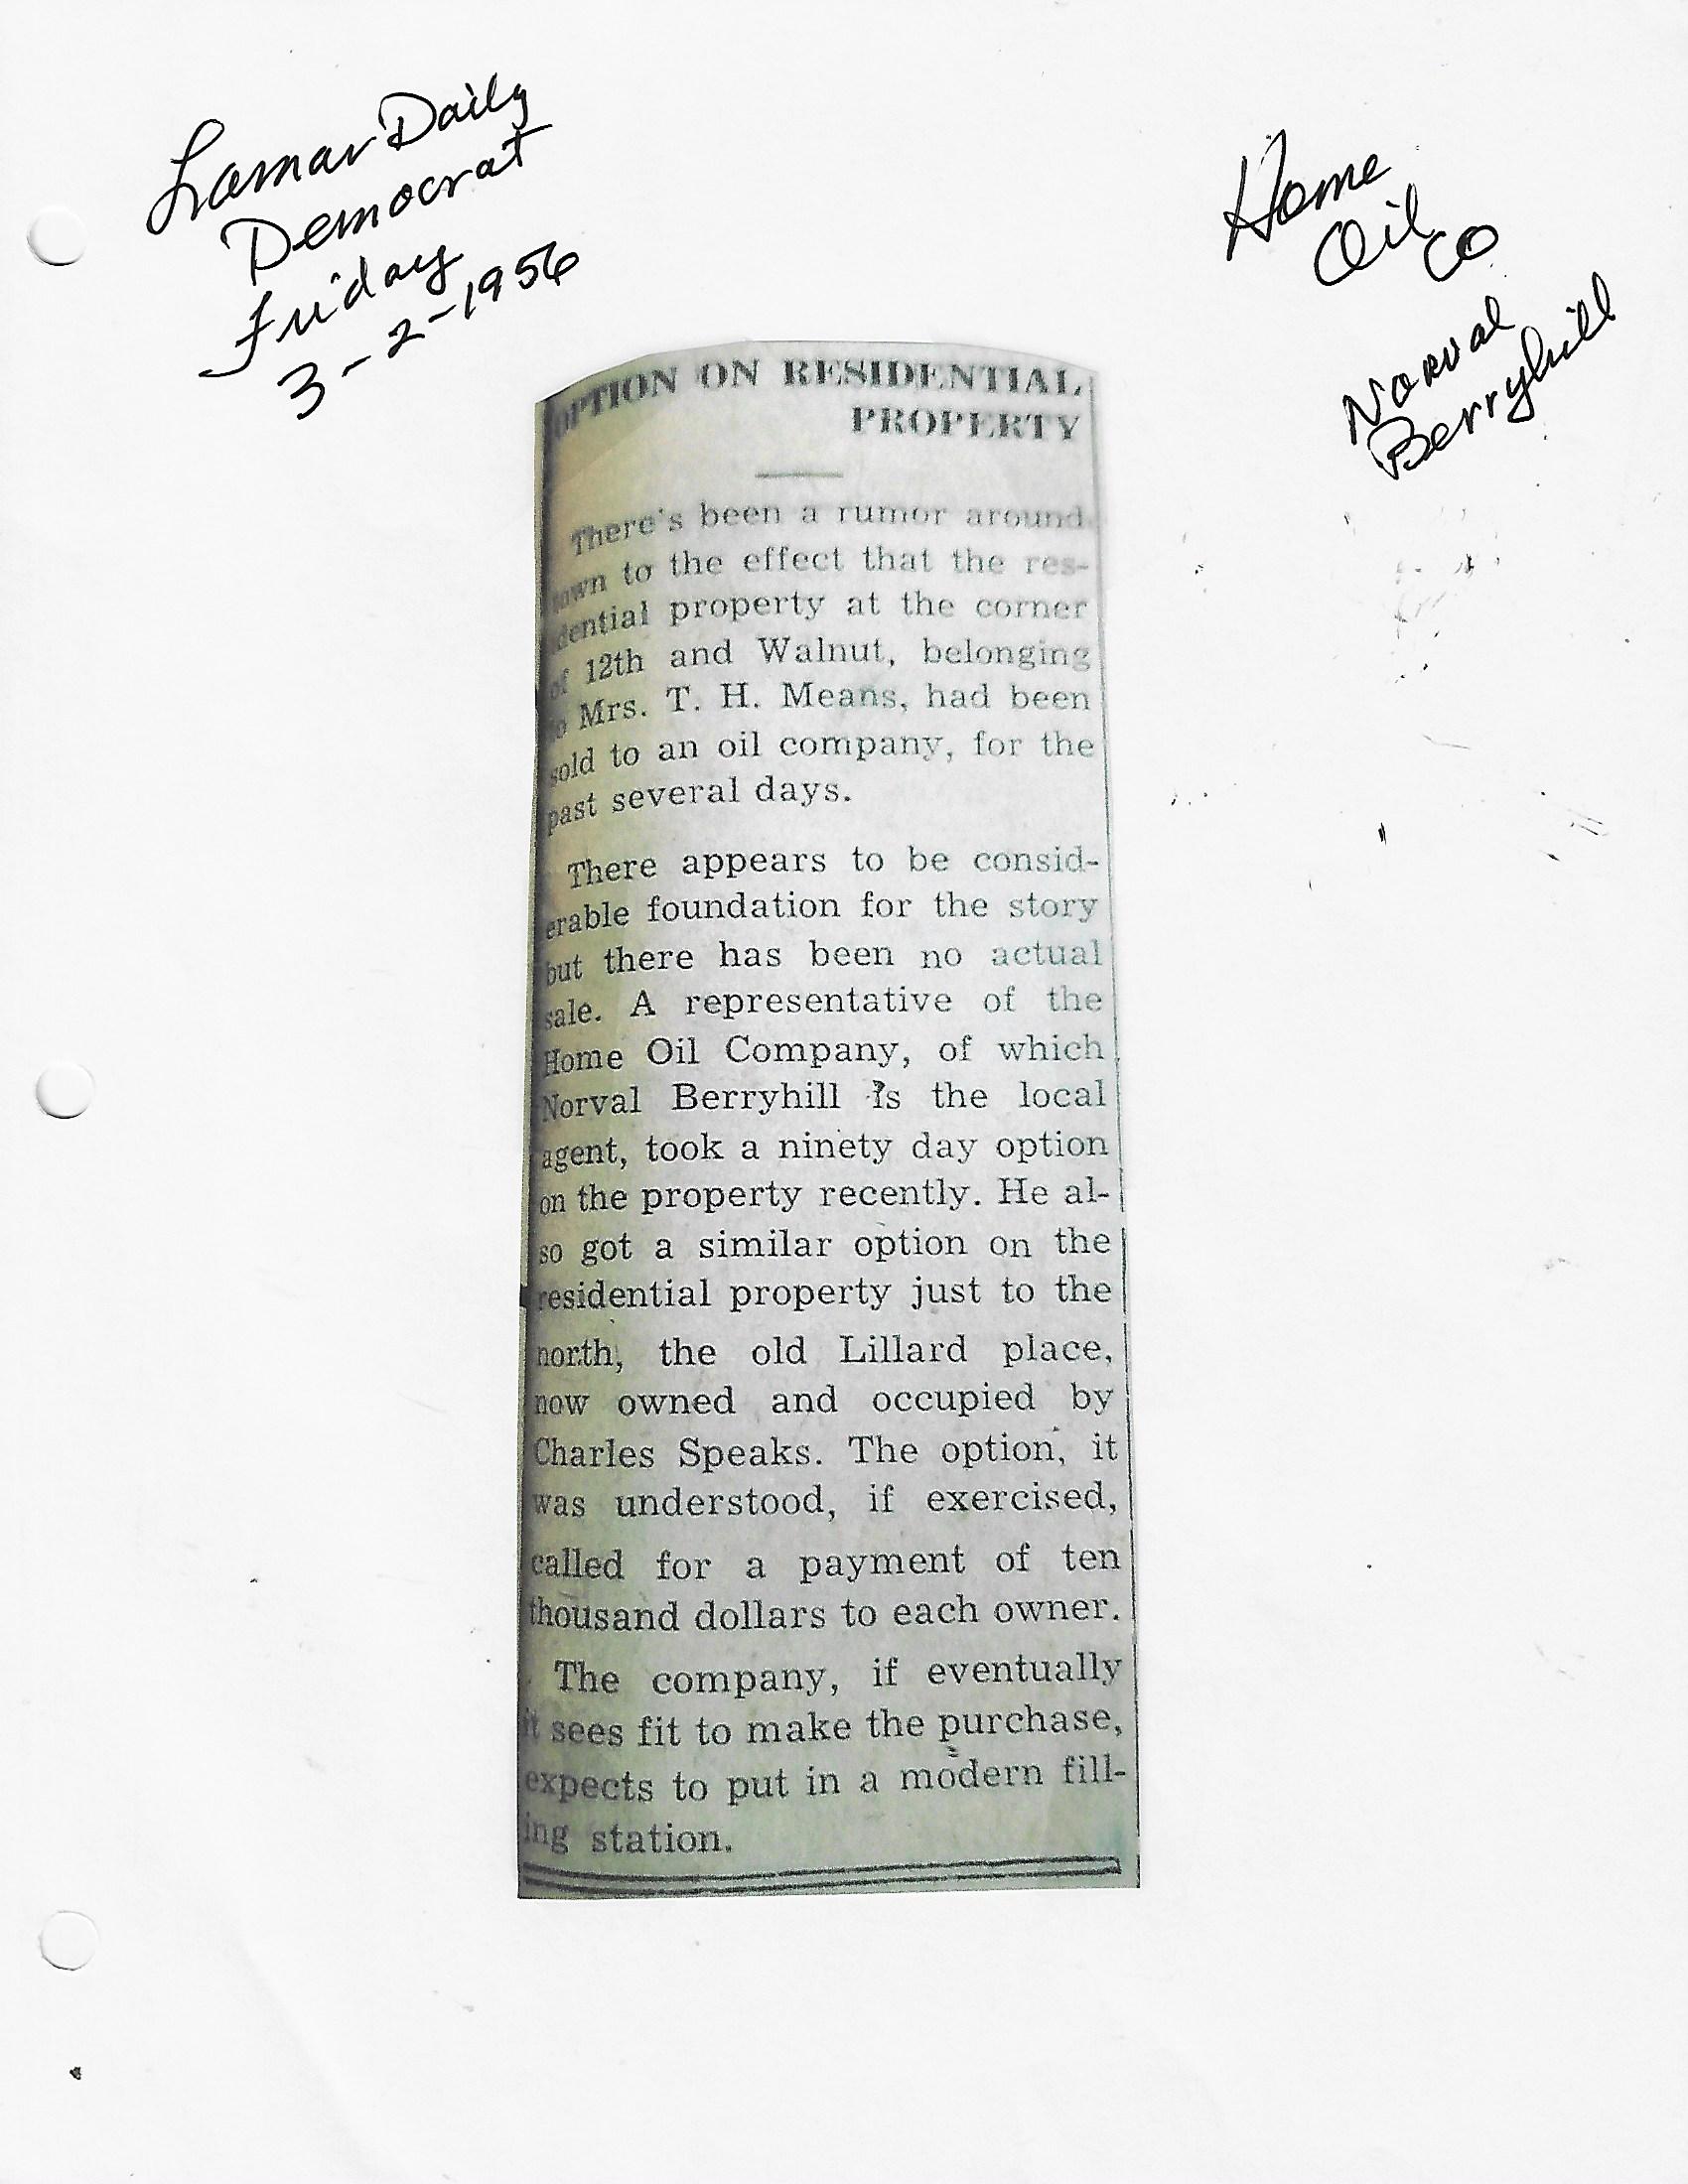 Lamar Daily
Democrat
Friday
3-2-1956
Home
Oil
Co
Norval
Berryhill
OPTION ON RESIDENTIAL
PROPERTY
There's been a rumor around
town to the effect that the res-
dential property at the corner
of 12th and Walnut, belonging
to Mrs. T. H. Means, had been
sold to an oil company, for the
past several days.
There appears to be consid-
erable foundation for the story
but there has been no actual
sale. A representative of the
Home Oil Company, of which
Norval Berryhill is the local
agent, took a ninety day option
on the property recently. He al-
so got a similar option on the
residential property just to the
north, the old Lillard place,
now owned and occupied by
Charles Speaks. The option, it
was understood, if exercised,
called for a payment of ten
thousand dollars to each owner.
The company, if eventually
it sees fit to make the purchase,
expects to put in a modern fill-
ing station.